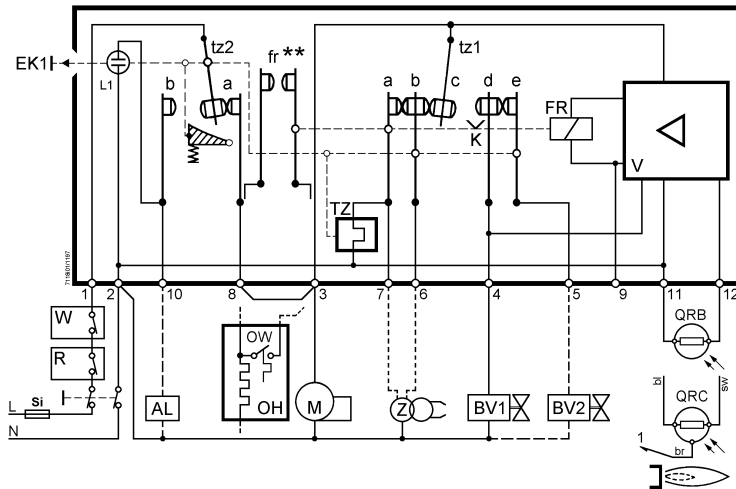 tz2
fr **
tz1
EK1
L1
b
a
a
b
c
d
e
FR
K
V
TZ
7118a01/1197
1
2
10
8
3
7
6
4
5
9
11
12
W
R
Si
L
N
AL
OW
OH
M
Z
BV1
BV2
QRB
bl
sw
QRC
1
br